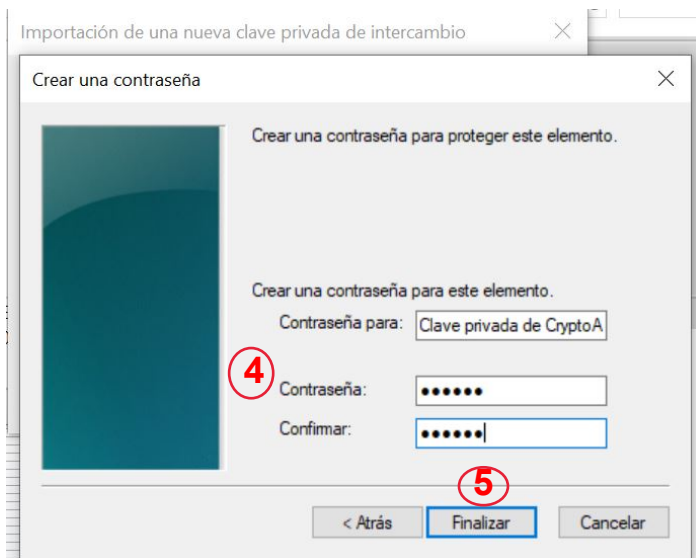 Importación de una nueva clave privada de intercambio
Crear una contraseña
Crear una contraseña para proteger este elemento.
Crear una contraseña para este elemento.
Contraseña para: Clave privada de CryptoA
4
Contraseña: ••••••
Confirmar: ••••••
5
< Atrás Finalizar Cancelar